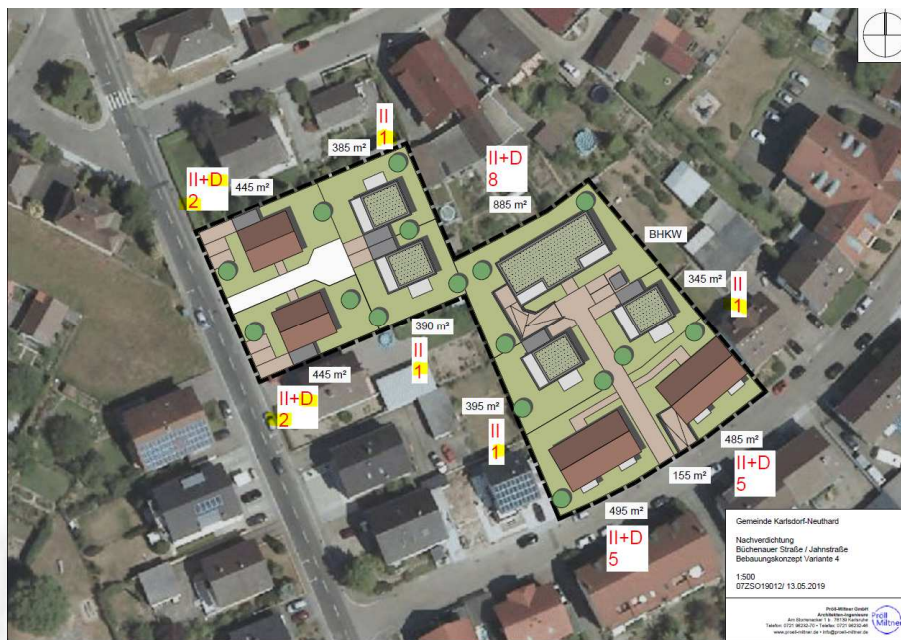 II
1
385 m²
II+D
2
445 m²
II+D
8
885 m²
BHKW
345 m²
II
1
390 m²
II
1
445 m²
II+D
2
395 m²
II
1
485 m²
II+D
5
155 m²
495 m²
II+D
5
Gemeinde Karlsdorf-Neuthard
Nachverdichtung
Büchenauer Straße / Jahnstraße
Bebauungskonzept Variante 4
1:500
07ZSO19012/ 13.05.2019
Pröll-Miltner GmbH
Architekten-Ingenieure
Pröll
Miltner